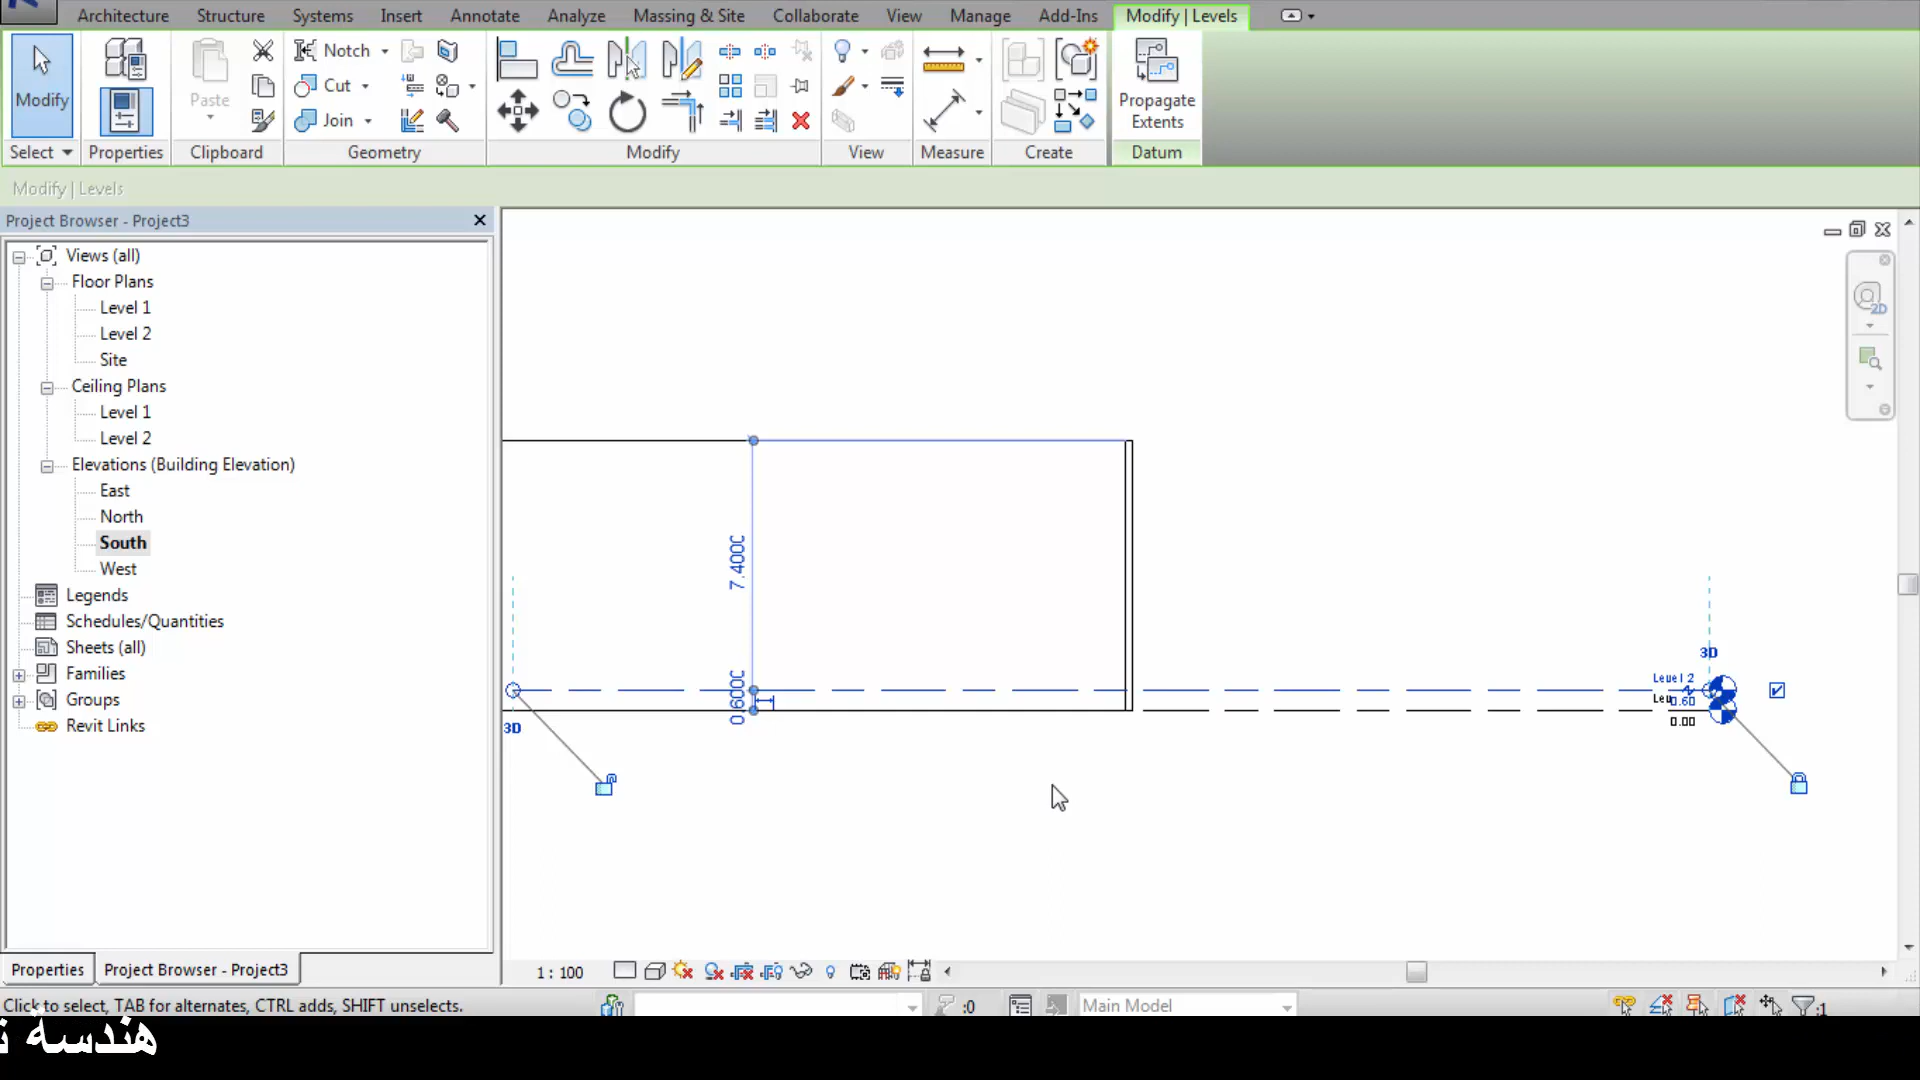 Architecture Structure Systems Insert Annotate Analyze Massing & Site Collaborate View Manage Add-Ins Modify | Levels
Modify
Paste
Notch
Cut
Join
Propagate
Extents
Select Properties Clipboard Geometry Modify View Measure Create Datum
Modify | Levels
Project Browser - Project3
Views (all)
Floor Plans
Level 1
Level 2
Site
Ceiling Plans
Level 1
Level 2
Elevations (Building Elevation)
East
North
South
West
Legends
Schedules/Quantities
Sheets (all)
Families
Groups
Revit Links
2D
7.4000
0.6000
3D
3D
Level 2
0.60
0.00
Properties
Project Browser - Project3
1 : 100
Click to select, TAB for alternates, CTRL adds, SHIFT unselects.
:0
Main Model
:1
هندسة